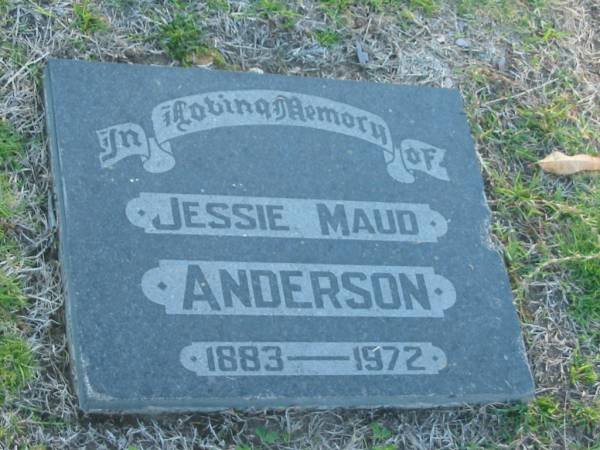 In Loving Memory of
JESSIE MAUD
ANDERSON
1883—1972